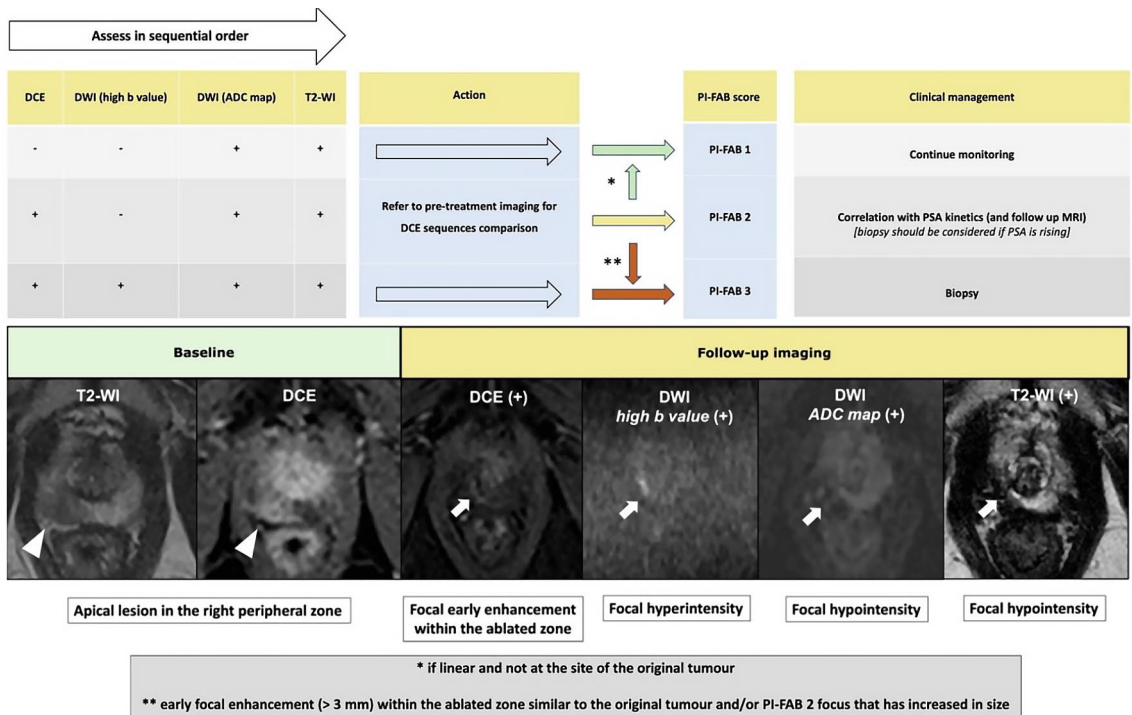 Assess in sequential order
DCE DWI (high b value) DWI (ADC map) T2-WI Action PI-FAB score Clinical management
- - + + PI-FAB 1 Continue monitoring
*
+ - + + Refer to pre-treatment imaging for
DCE sequences comparison PI-FAB 2 Correlation with PSA kinetics (and follow up MRI)
[biopsy should be considered if PSA is rising]
**
+ + + + PI-FAB 3 Biopsy
Baseline Follow-up imaging
T2-WI DCE DCE (+) DWI
high b value (+) DWI
ADC map (+) T2-WI (+)
Apical lesion in the right peripheral zone
Focal early enhancement
within the ablated zone
Focal hyperintensity
Focal hypointensity
Focal hypointensity
* if linear and not at the site of the original tumour
** early focal enhancement (> 3 mm) within the ablated zone similar to the original tumour and/or PI-FAB 2 focus that has increased in size